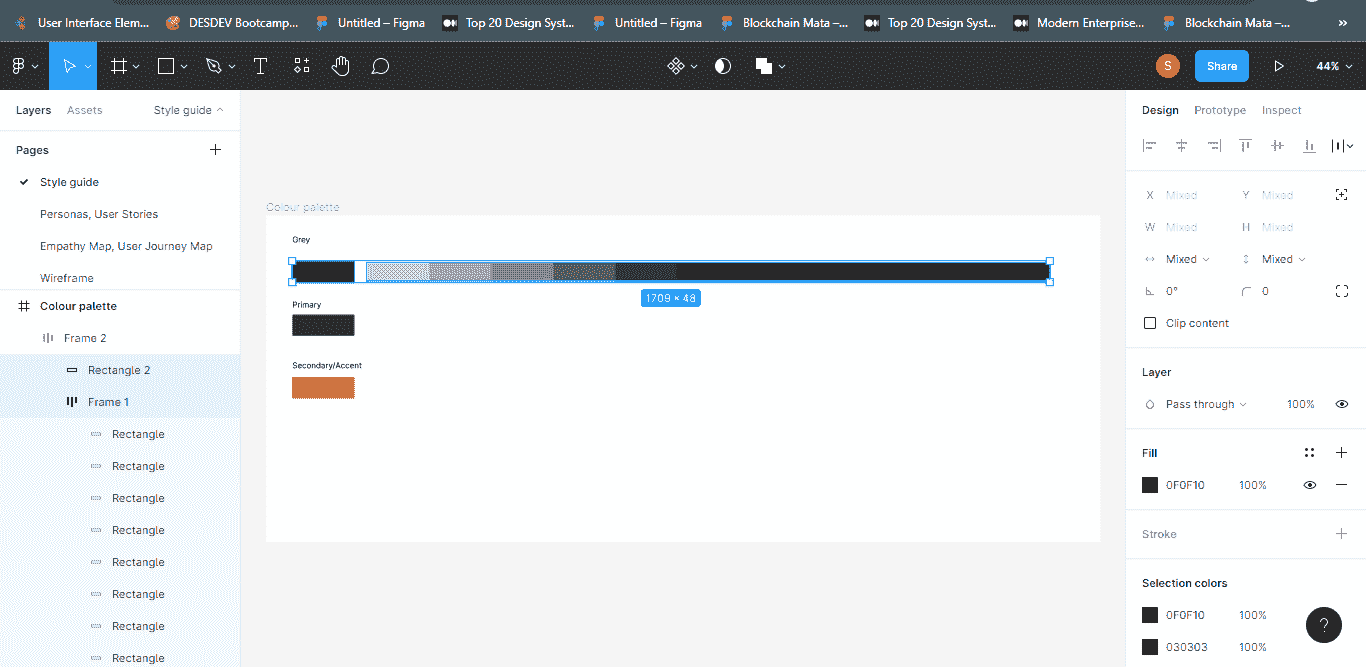 User Interface Elem... DESDEV Bootcamp... Untitled – Figma Top 20 Design Syst... Untitled – Figma Blockchain Mata –... Top 20 Design Syst... Modern Enterprise... Blockchain Mata –... »
T S Share 44%
Layers Assets Style guide
Design Prototype Inspect
Pages
Style guide
Personas, User Stories
Empathy Map, User Journey Map
Wireframe
Colour palette
Frame 2
Rectangle 2
Frame 1
Rectangle
Rectangle
Rectangle
Rectangle
Rectangle
Rectangle
Rectangle
Rectangle
Colour palette
Grey
1709 × 48
Primary
Secondary/Accent
X Mixed Y Mixed
W Mixed H Mixed
Mixed Mixed
0° 0
Clip content
Layer
Pass through 100%
Fill
0F0F10 100%
Stroke
Selection colors
0F0F10 100%
030303 100%
?